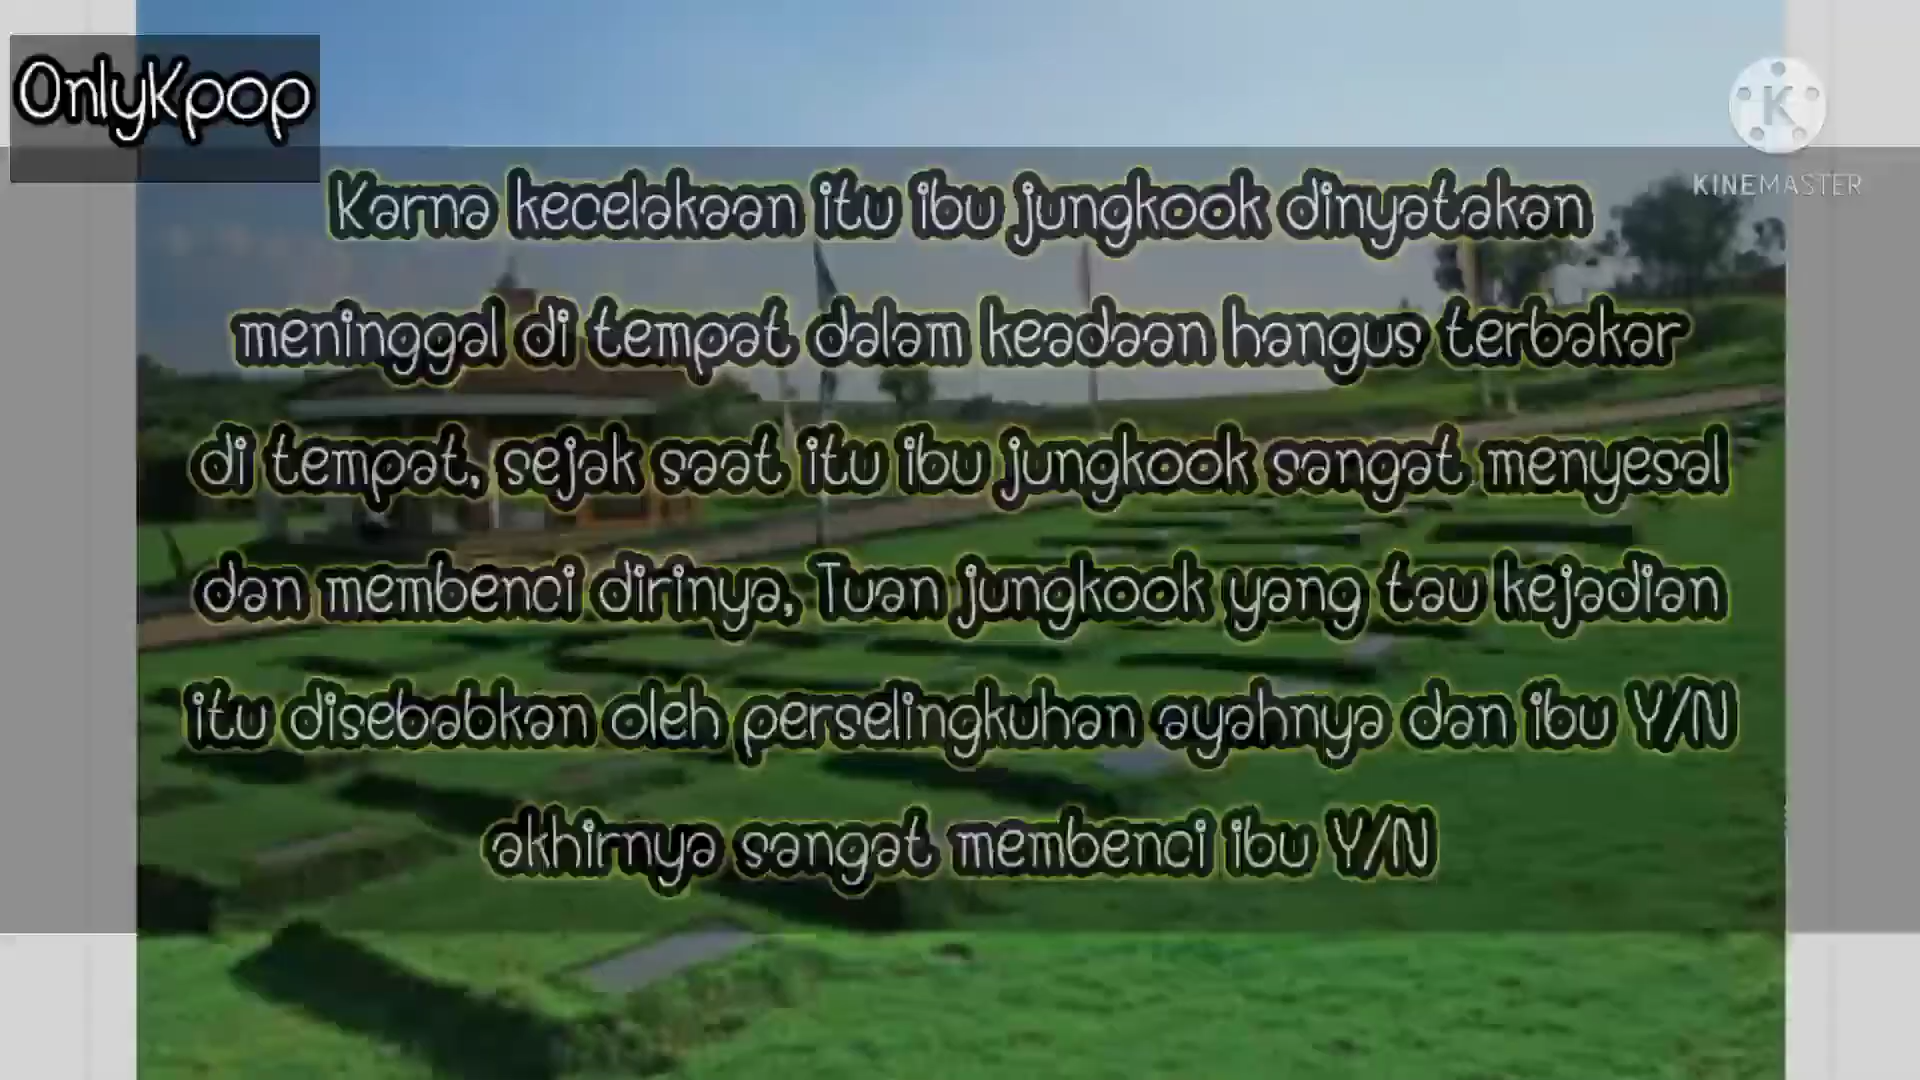 OnlyKpop
KINEMASTER
Karna kecelakaan itu ibu jungkook dinyatakan
meninggal di tempat dalam keadaan hangus terbakar
di tempat, sejak saat itu ibu jungkook sangat menyesal
dan membenci dirinya, Tuan jungkook yang tau kejadian
itu disebabkan oleh perselingkuhan ayahnya dan ibu Y/N
akhirnya sangat membenci ibu Y/N